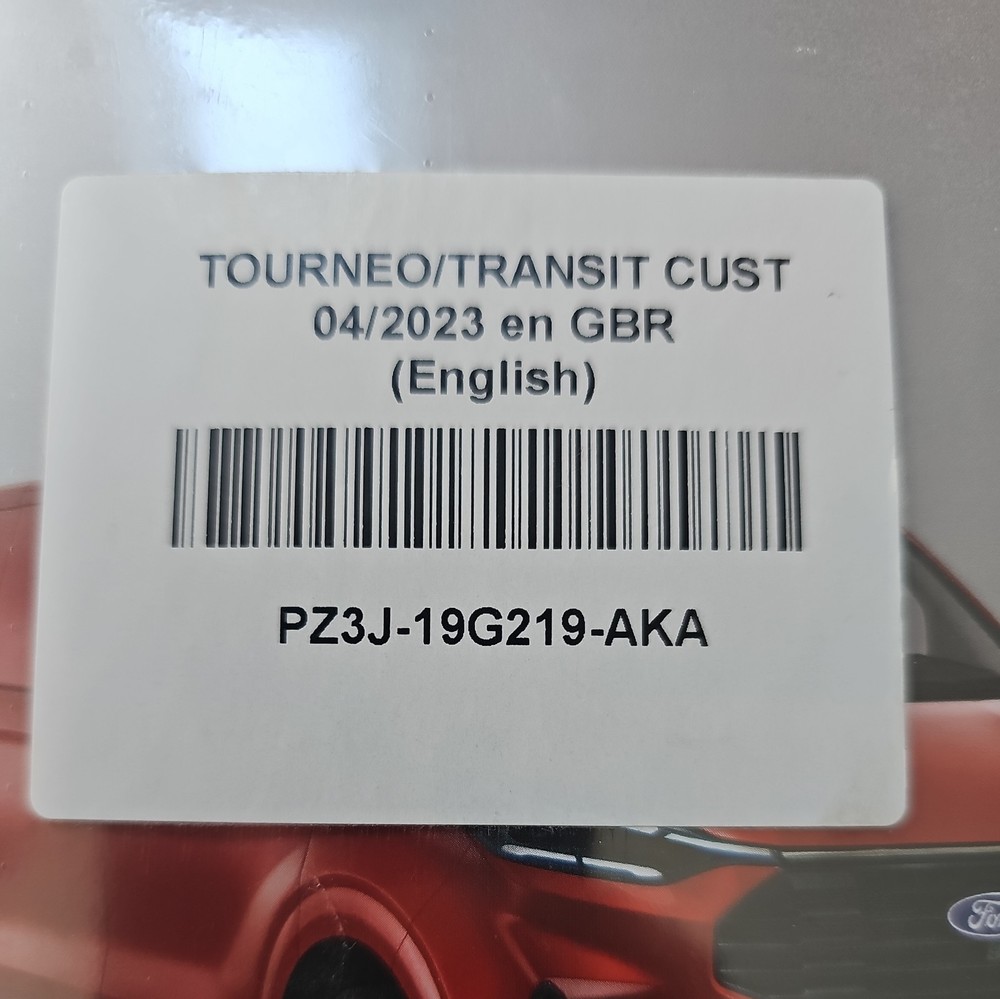 TOURNEO/TRANSIT CUST
04/2023 en GBR
(English)
PZ3J-19G219-AKA